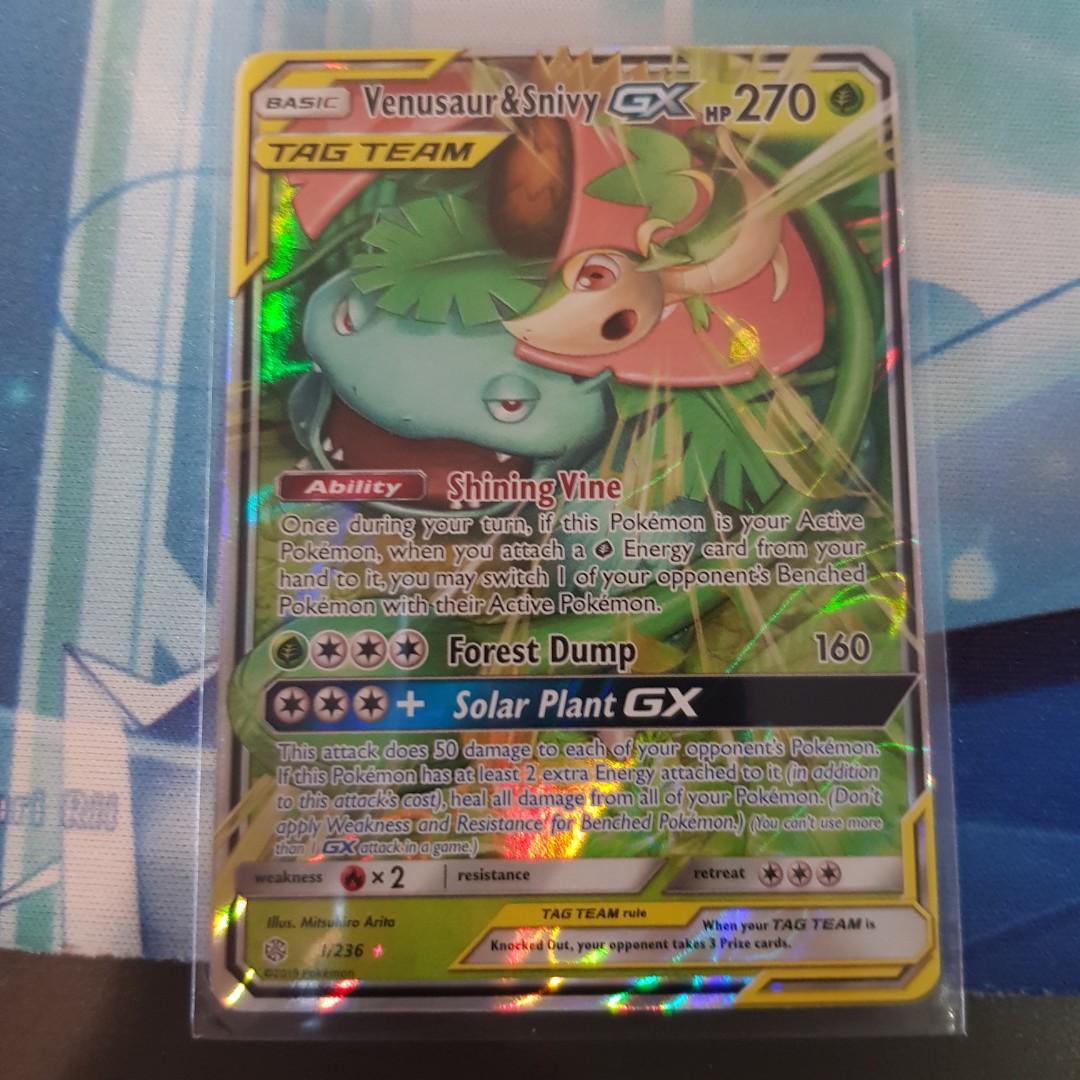 BASIC Venusaur&Snivy GX HP 270
TAG TEAM
Ability Shining Vine
Once during your turn, if this Pokémon is your Active
Pokémon, when you attach a Energy card from your
hand to it, you may switch 1 of your opponent's Benched
Pokémon with their Active Pokémon.
Forest Dump 160
+ Solar Plant GX
This attack does 50 damage to each of your opponent's Pokémon.
If this Pokémon has at least 2 extra Energy attached to it (in addition
to this attack's cost), heal all damage from all of your Pokémon. (Don't
apply Weakness and Resistance for Benched Pokémon.) (You can't use more
than 1 GX attack in a game.)
weakness ×2 resistance retreat
Illus. Mitsuhiro Arita
TAG TEAM rule
When your TAG TEAM is
Knocked Out, your opponent takes 3 Prize cards.
1/236
©2019 Pokémon